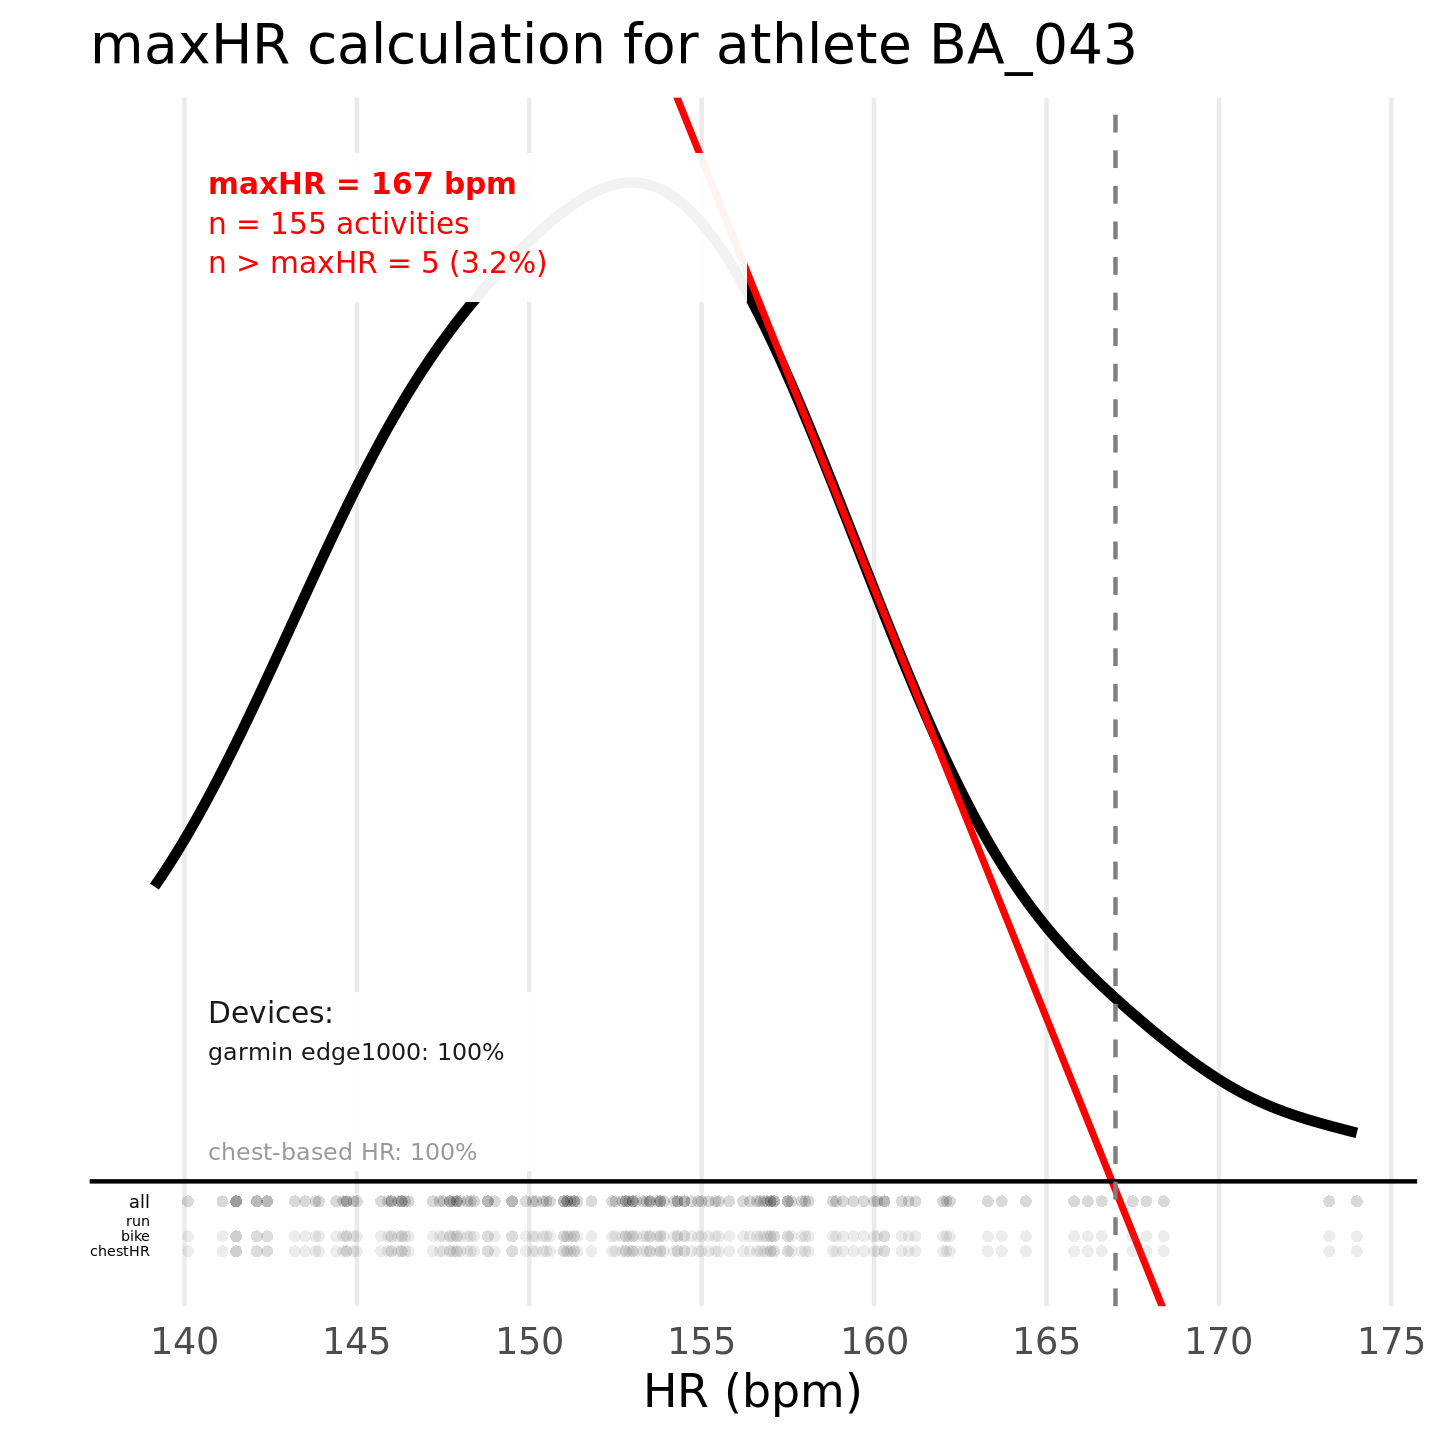 maxHR calculation for athlete BA_043
maxHR = 167 bpm
n = 155 activities
n > maxHR = 5 (3.2%)
Devices:
garmin edge1000: 100%
chest-based HR: 100%
all
run
bike
chestHR
140 145 150 155 160 165 170 175
HR (bpm)